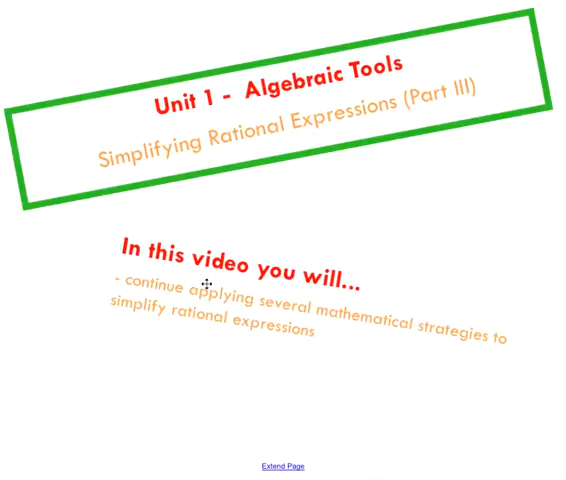 Unit 1 - Algebraic Tools
Simplifying Rational Expressions (Part III)
In this video you will...
- continue applying several mathematical strategies to
simplify rational expressions
Extend Page